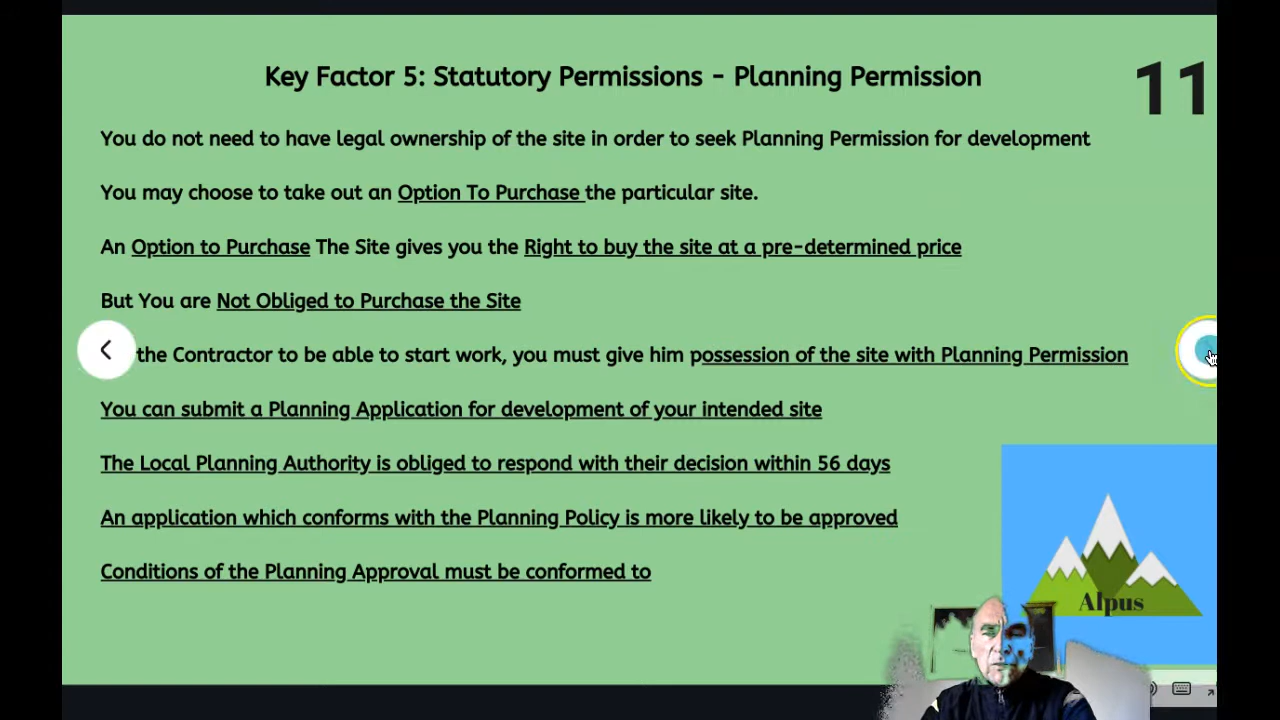 Key Factor 5: Statutory Permissions - Planning Permission
11
You do not need to have legal ownership of the site in order to seek Planning Permission for development
You may choose to take out an Option To Purchase the particular site.
An Option to Purchase The Site gives you the Right to buy the site at a pre-determined price
But You are Not Obliged to Purchase the Site
the Contractor to be able to start work, you must give him possession of the site with Planning Permission
You can submit a Planning Application for development of your intended site
The Local Planning Authority is obliged to respond with their decision within 56 days
An application which conforms with the Planning Policy is more likely to be approved
Conditions of the Planning Approval must be conformed to
Alpus